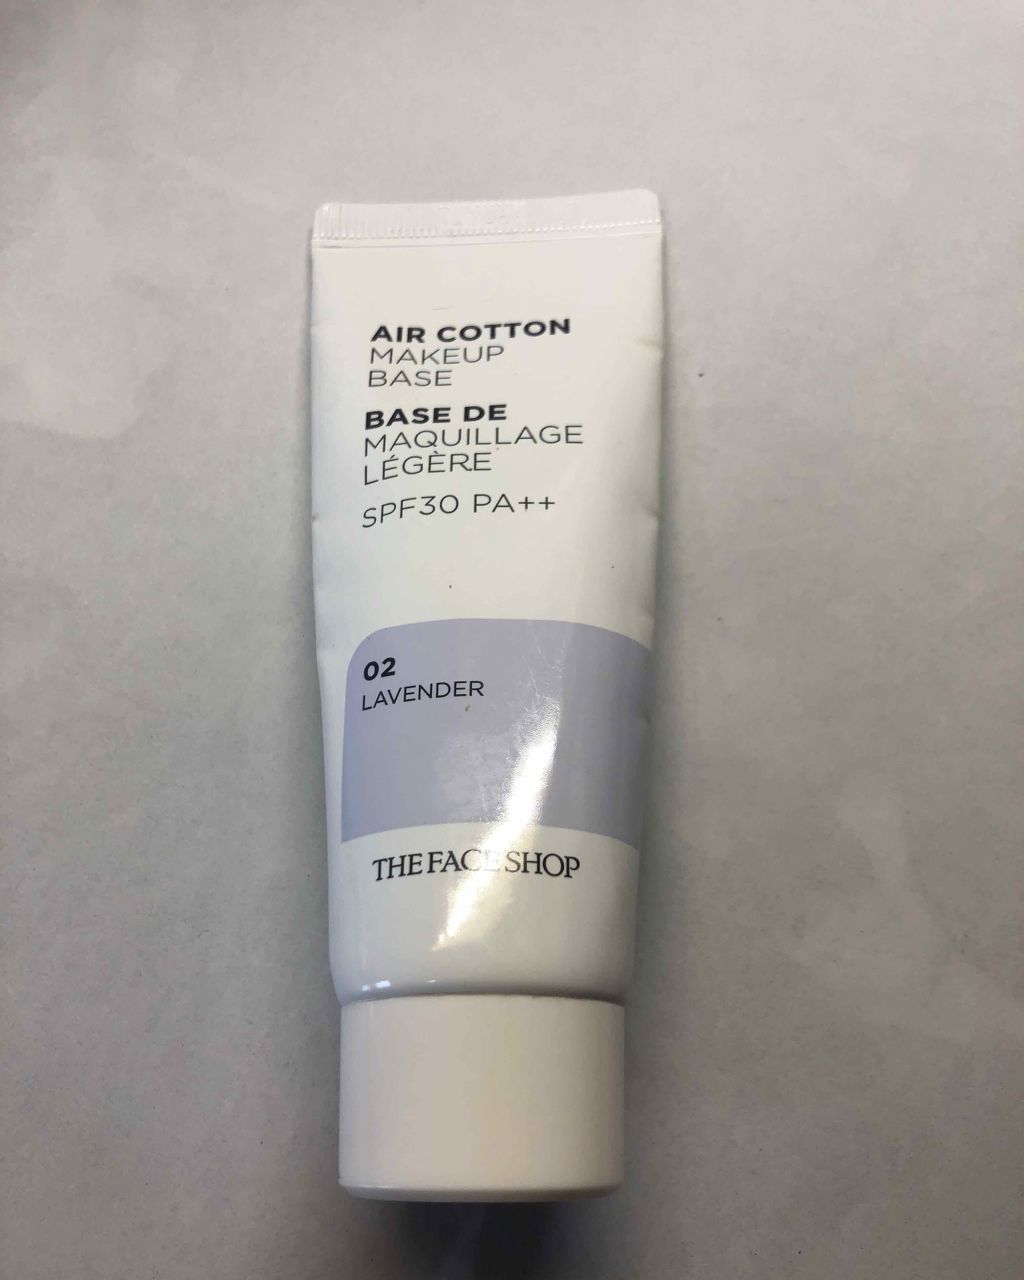 AIR COTTON
MAKEUP
BASE
BASE DE
MAQUILLAGE
LÉGÈRE
SPF30 PA++
02
LAVENDER
THE FACE SHOP